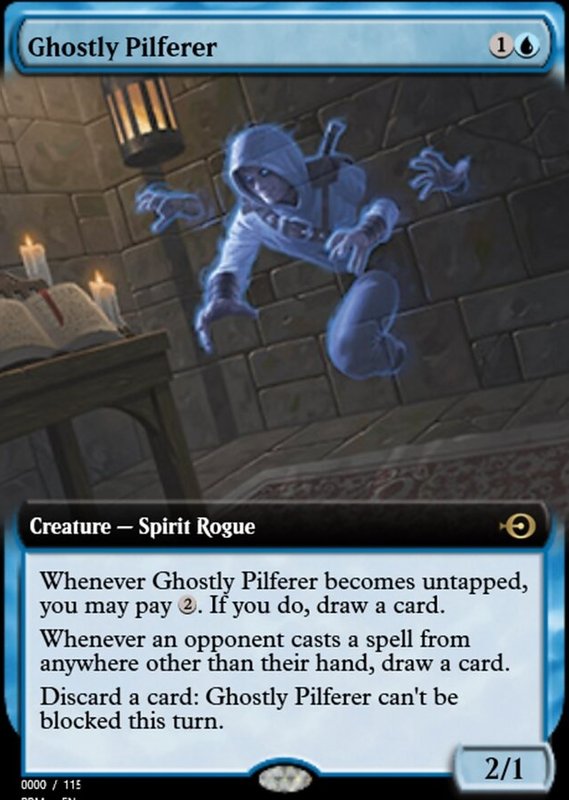 Ghostly Pilferer 1
Creature — Spirit Rogue
Whenever Ghostly Pilferer becomes untapped,
you may pay 2. If you do, draw a card.
Whenever an opponent casts a spell from
anywhere other than their hand, draw a card.
Discard a card: Ghostly Pilferer can't be
blocked this turn.
2/1
0000 / 115